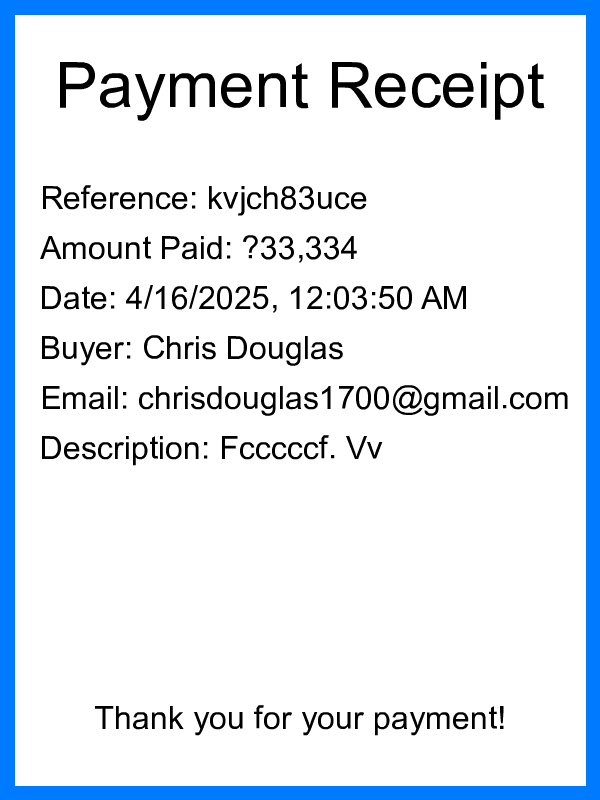 Payment Receipt
Reference: kvjch83uce
Amount Paid: ?33,334
Date: 4/16/2025, 12:03:50 AM
Buyer: Chris Douglas
Email: chrisdouglas1700@gmail.com
Description: Fcccccf. Vv
Thank you for your payment!